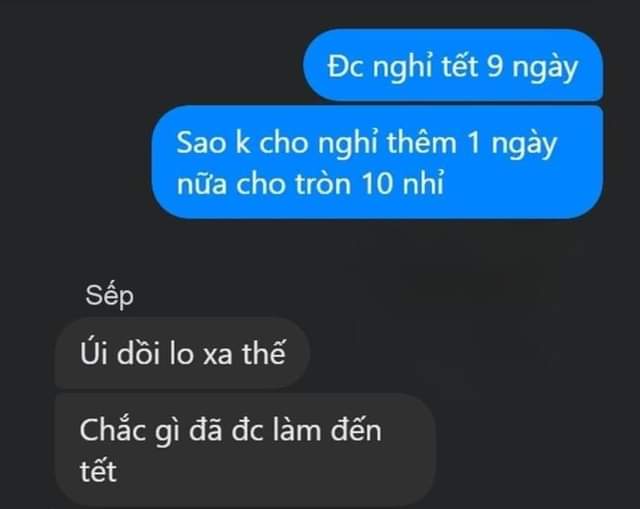 Đc nghỉ tết 9 ngày
Sao k cho nghỉ thêm 1 ngày
nữa cho tròn 10 nhỉ
Sếp
Úi dồi lo xa thế
Chắc gì đã đc làm đến
tết